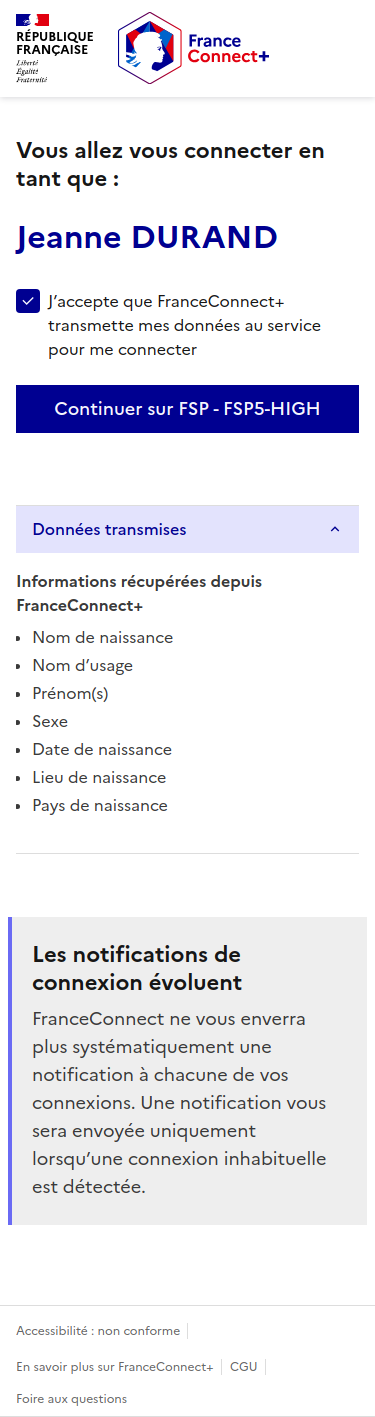 RÉPUBLIQUE
FRANÇAISE
Liberté
Égalité
Fraternité
France
Connect+
Vous allez vous connecter en
tant que :
Jeanne DURAND
J’accepte que FranceConnect+
transmette mes données au service
pour me connecter
Continuer sur FSP - FSP5-HIGH
Données transmises
Informations récupérées depuis
FranceConnect+
Nom de naissance
Nom d’usage
Prénom(s)
Sexe
Date de naissance
Lieu de naissance
Pays de naissance
Les notifications de
connexion évoluent
FranceConnect ne vous enverra
plus systématiquement une
notification à chacune de vos
connexions. Une notification vous
sera envoyée uniquement
lorsqu’une connexion inhabituelle
est détectée.
Accessibilité : non conforme
En savoir plus sur FranceConnect+ CGU
Foire aux questions